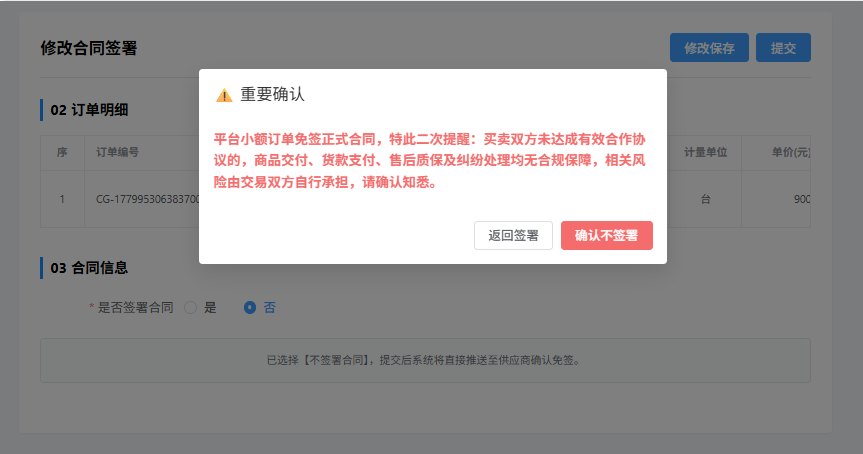 修改合同签署
修改保存
提交
重要确认
平台小额订单免签正式合同，特此二次提醒：买卖双方未达成有效合作协
议的，商品交付、货款支付、售后质保及纠纷处理均无合规保障，相关风
险由交易双方自行承担，请确认知悉。
返回签署
确认不签署
02 订单明细
序
订单编号
计量单位
单价(元)
1
CG-177995306383700
台
900
03 合同信息
* 是否签署合同
是
否
已选择【不签署合同】，提交后系统将直接推送至供应商确认免签。